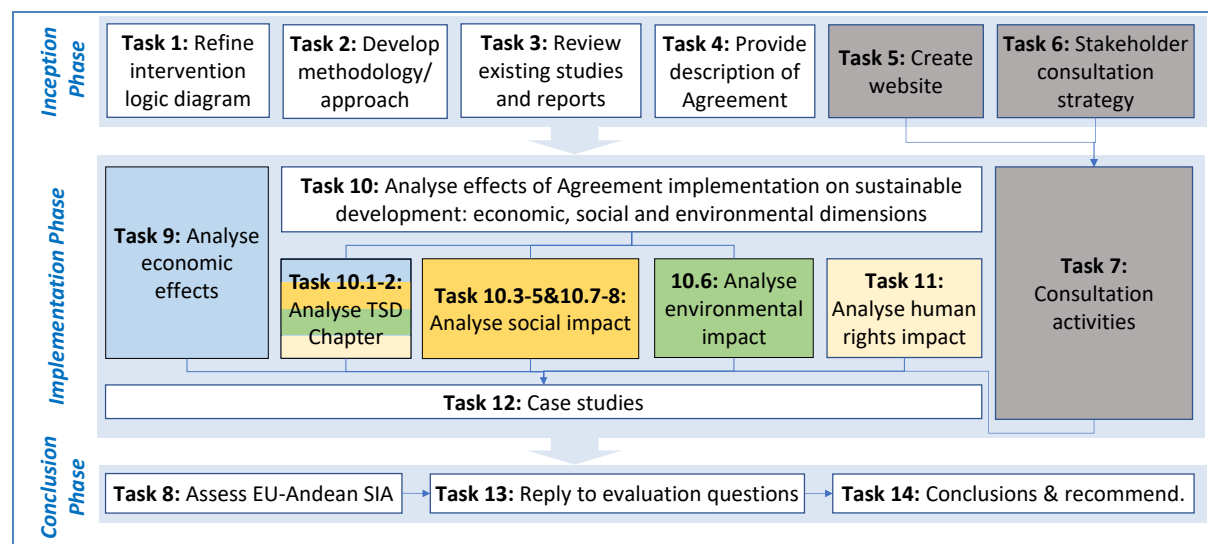 Inception
Phase
Task 1: Refine
intervention
logic diagram
Task 2: Develop
methodology/
approach
Task 3: Review
existing studies
and reports
Task 4: Provide
description of
Agreement
Task 5: Create
website
Task 6: Stakeholder
consultation
strategy
Implementation Phase
Task 9: Analyse
economic
effects
Task 10: Analyse effects of Agreement implementation on sustainable
development: economic, social and environmental dimensions
Task 10.1-2:
Analyse TSD
Chapter
Task 10.3-5&10.7-8:
Analyse social impact
10.6: Analyse
environmental
impact
Task 11:
Analyse human
rights impact
Task 7:
Consultation
activities
Task 12: Case studies
Conclusion
Phase
Task 8: Assess EU-Andean SIA
Task 13: Reply to evaluation questions
Task 14: Conclusions & recommend.